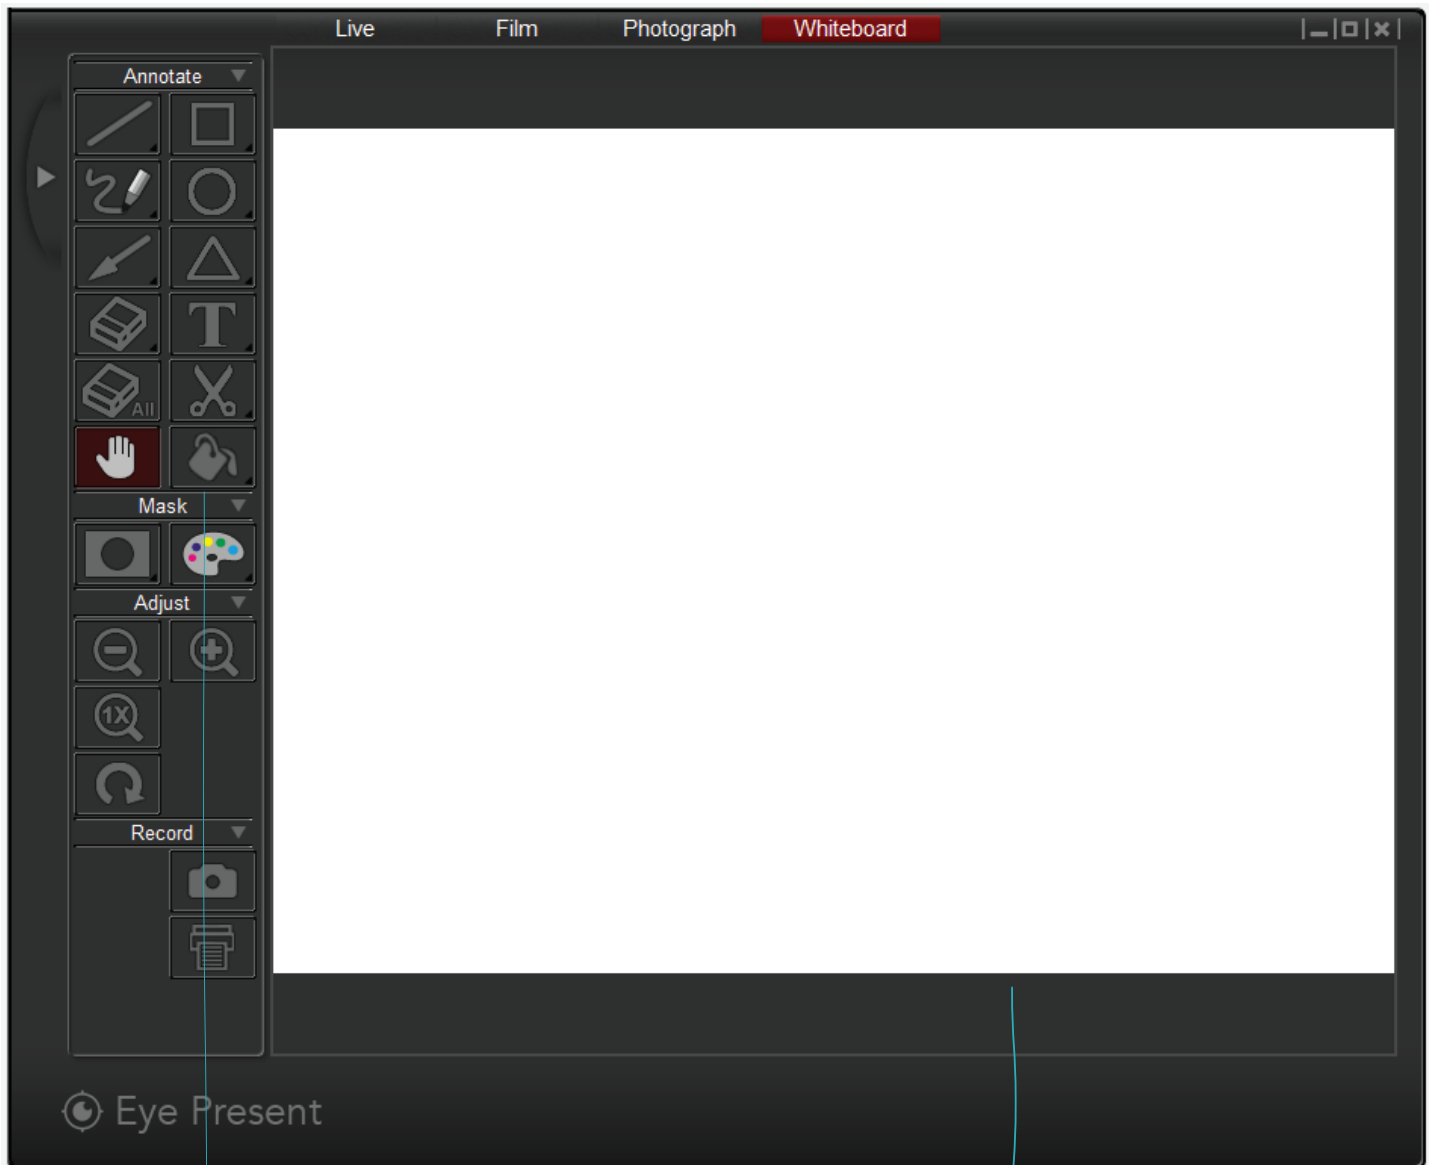 Live Film Photograph Whiteboard
Annotate
T
All
Mask
Adjust
1X
Record
Eye Present